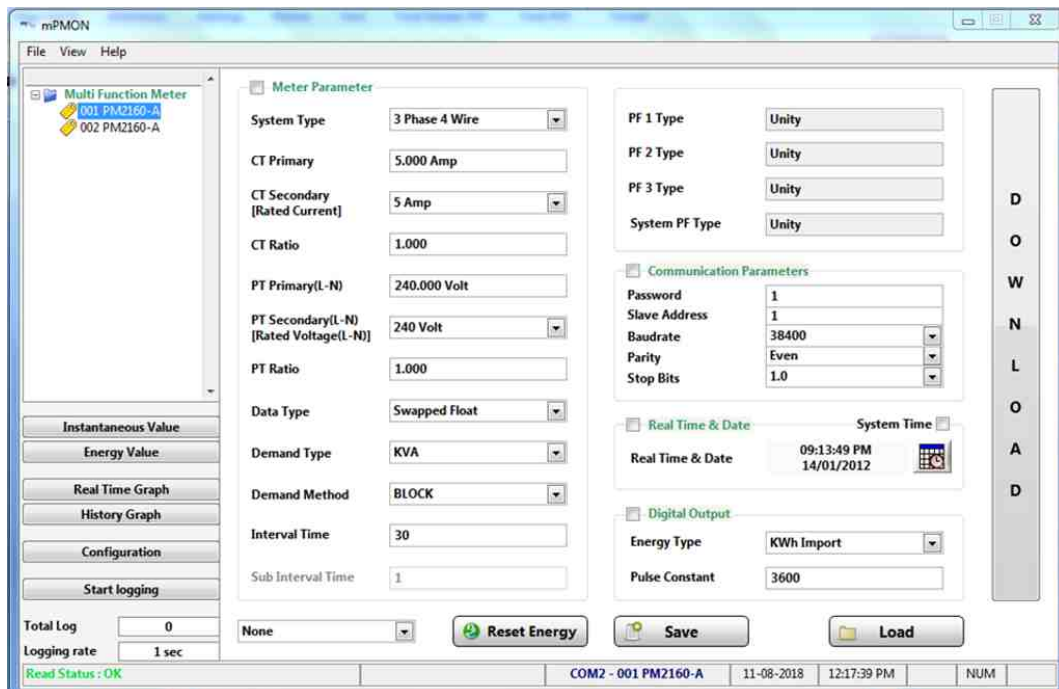 mPMON
File View Help
Multi Function Meter
001 PM2160-A
002 PM2160-A
Instantaneous Value
Energy Value
Real Time Graph
History Graph
Configuration
Start logging
Total Log 0
Logging rate 1 sec
Meter Parameter
System Type 3 Phase 4 Wire
CT Primary 5.000 Amp
CT Secondary
[Rated Current] 5 Amp
CT Ratio 1.000
PT Primary(L-N) 240.000 Volt
PT Secondary(L-N)
[Rated Voltage(L-N)] 240 Volt
PT Ratio 1.000
Data Type Swapped Float
Demand Type KVA
Demand Method BLOCK
Interval Time 30
Sub Interval Time 1
None
Reset Energy
PF 1 Type Unity
PF 2 Type Unity
PF 3 Type Unity
System PF Type Unity
Communication Parameters
Password 1
Slave Address 1
Baudrate 38400
Parity Even
Stop Bits 1.0
Real Time & Date System Time
Real Time & Date 09:13:49 PM
14/01/2012
Digital Output
Energy Type KWh Import
Pulse Constant 3600
Save
Load
D
O
W
N
L
O
A
D
Read Status : OK COM2 - 001 PM2160-A 11-08-2018 12:17:39 PM NUM